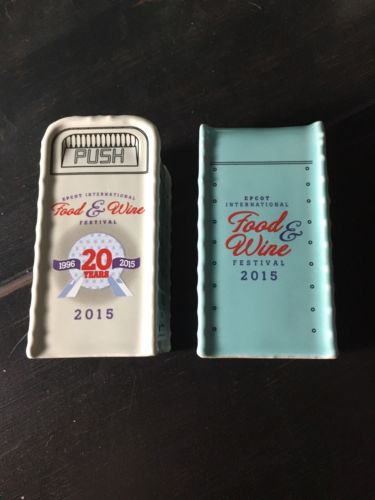 PUSH
EPCOT INTERNATIONAL
Food & Wine
FESTIVAL
1996 20 2015
YEARS
2015
EPCOT
INTERNATIONAL
Food &
Wine
FESTIVAL
2015